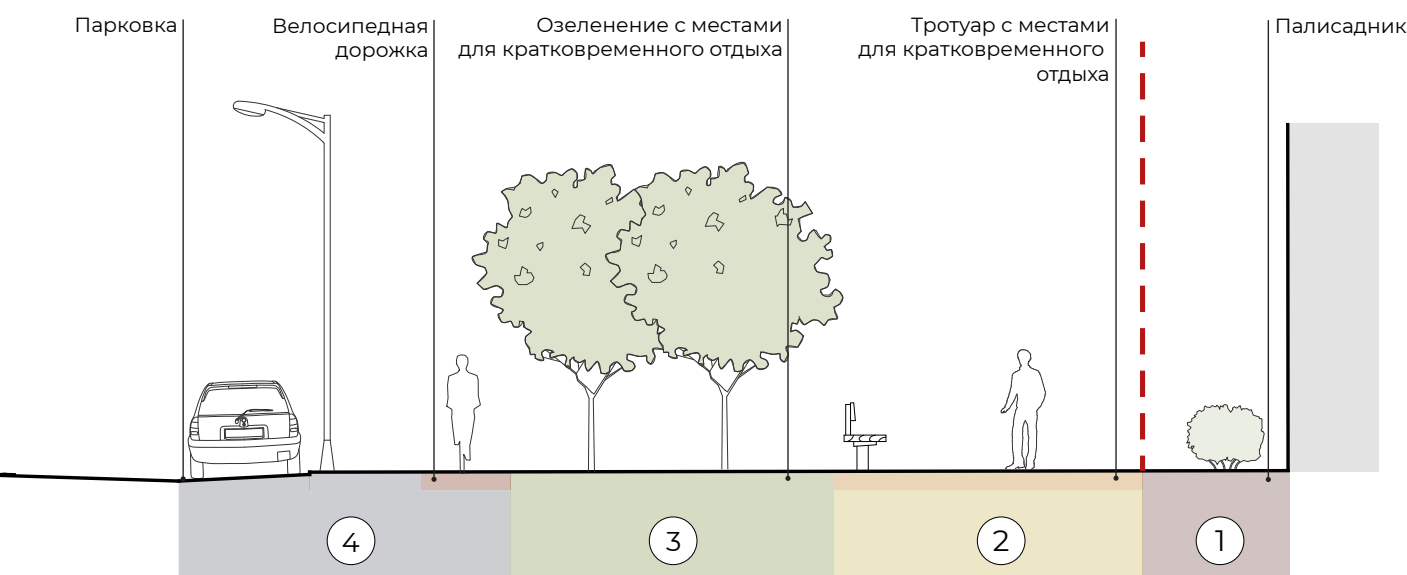 Парковка
Велосипедная
дорожка
Озеленение с местами
для кратковременного отдыха
Тротуар с местами
для кратковременного
отдыха
Палисадник
4
3
2
1